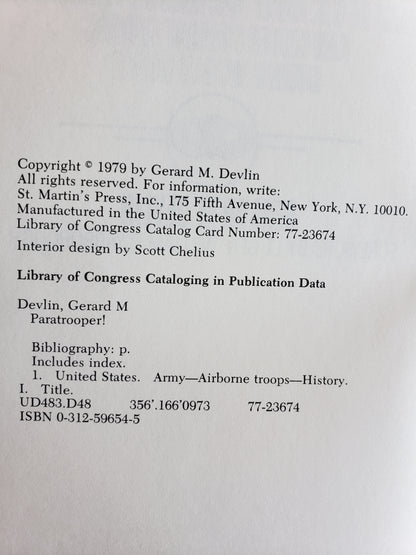 Copyright © 1979 by Gerard M. Devlin
All rights reserved. For information, write:
St. Martin's Press, Inc., 175 Fifth Avenue, New York, N.Y. 10010.
Manufactured in the United States of America
Library of Congress Catalog Card Number: 77-23674
Interior design by Scott Chelius
Library of Congress Cataloging in Publication Data
Devlin, Gerard M
Paratrooper!
Bibliography: p.
Includes index.
1. United States. Army—Airborne troops—History.
I. Title.
UD483.D48 356'.166'0973 77-23674
ISBN 0-312-59654-5